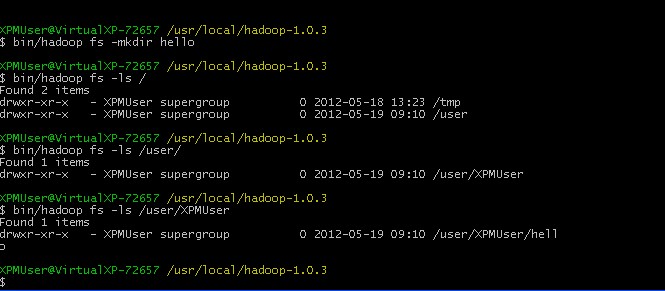 XPMUser@VirtualXP-72657 /usr/local/hadoop-1.0.3
$ bin/hadoop fs -mkdir hello
XPMUser@VirtualXP-72657 /usr/local/hadoop-1.0.3
$ bin/hadoop fs -ls /
Found 2 items
drwxr-xr-x   - XPMUser supergroup          0 2012-05-18 13:23 /tmp
drwxr-xr-x   - XPMUser supergroup          0 2012-05-19 09:10 /user
XPMUser@VirtualXP-72657 /usr/local/hadoop-1.0.3
$ bin/hadoop fs -ls /user/
Found 1 items
drwxr-xr-x   - XPMUser supergroup          0 2012-05-19 09:10 /user/XPMUser
XPMUser@VirtualXP-72657 /usr/local/hadoop-1.0.3
$ bin/hadoop fs -ls /user/XPMUser
Found 1 items
drwxr-xr-x   - XPMUser supergroup          0 2012-05-19 09:10 /user/XPMUser/hell
o
XPMUser@VirtualXP-72657 /usr/local/hadoop-1.0.3
$